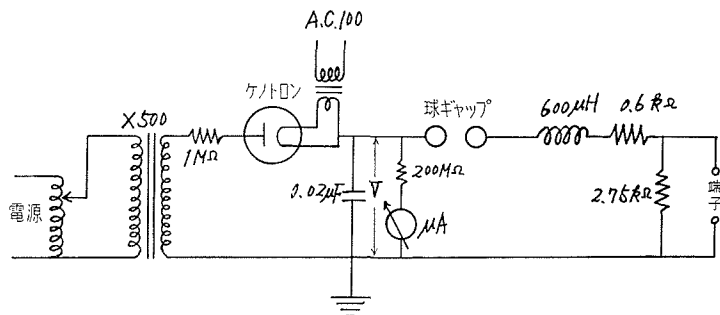 A.C.100
ケノトロン
×500
1MΩ
球ギャップ
600μH
0.6kΩ
200MΩ
0.02μF
V
μA
2.75kΩ
端子
電源